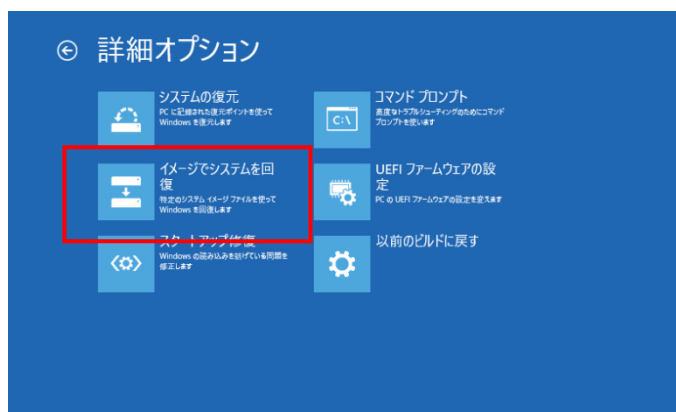 詳細オプション
システムの復元
PC に記録された復元ポイントを使って
Windows を復元します
コマンド プロンプト
高度なトラブルシューティングのためにコマンド
プロンプトを使います
C:\
イメージでシステムを回
復
特定のシステム イメージ ファイルを使って
Windows を回復します
UEFI ファームウェアの設
定
PC の UEFI ファームウェアの設定を変えます
スタートアップ修復
Windows の読み込みを妨げている問題を
修正します
以前のビルドに戻す